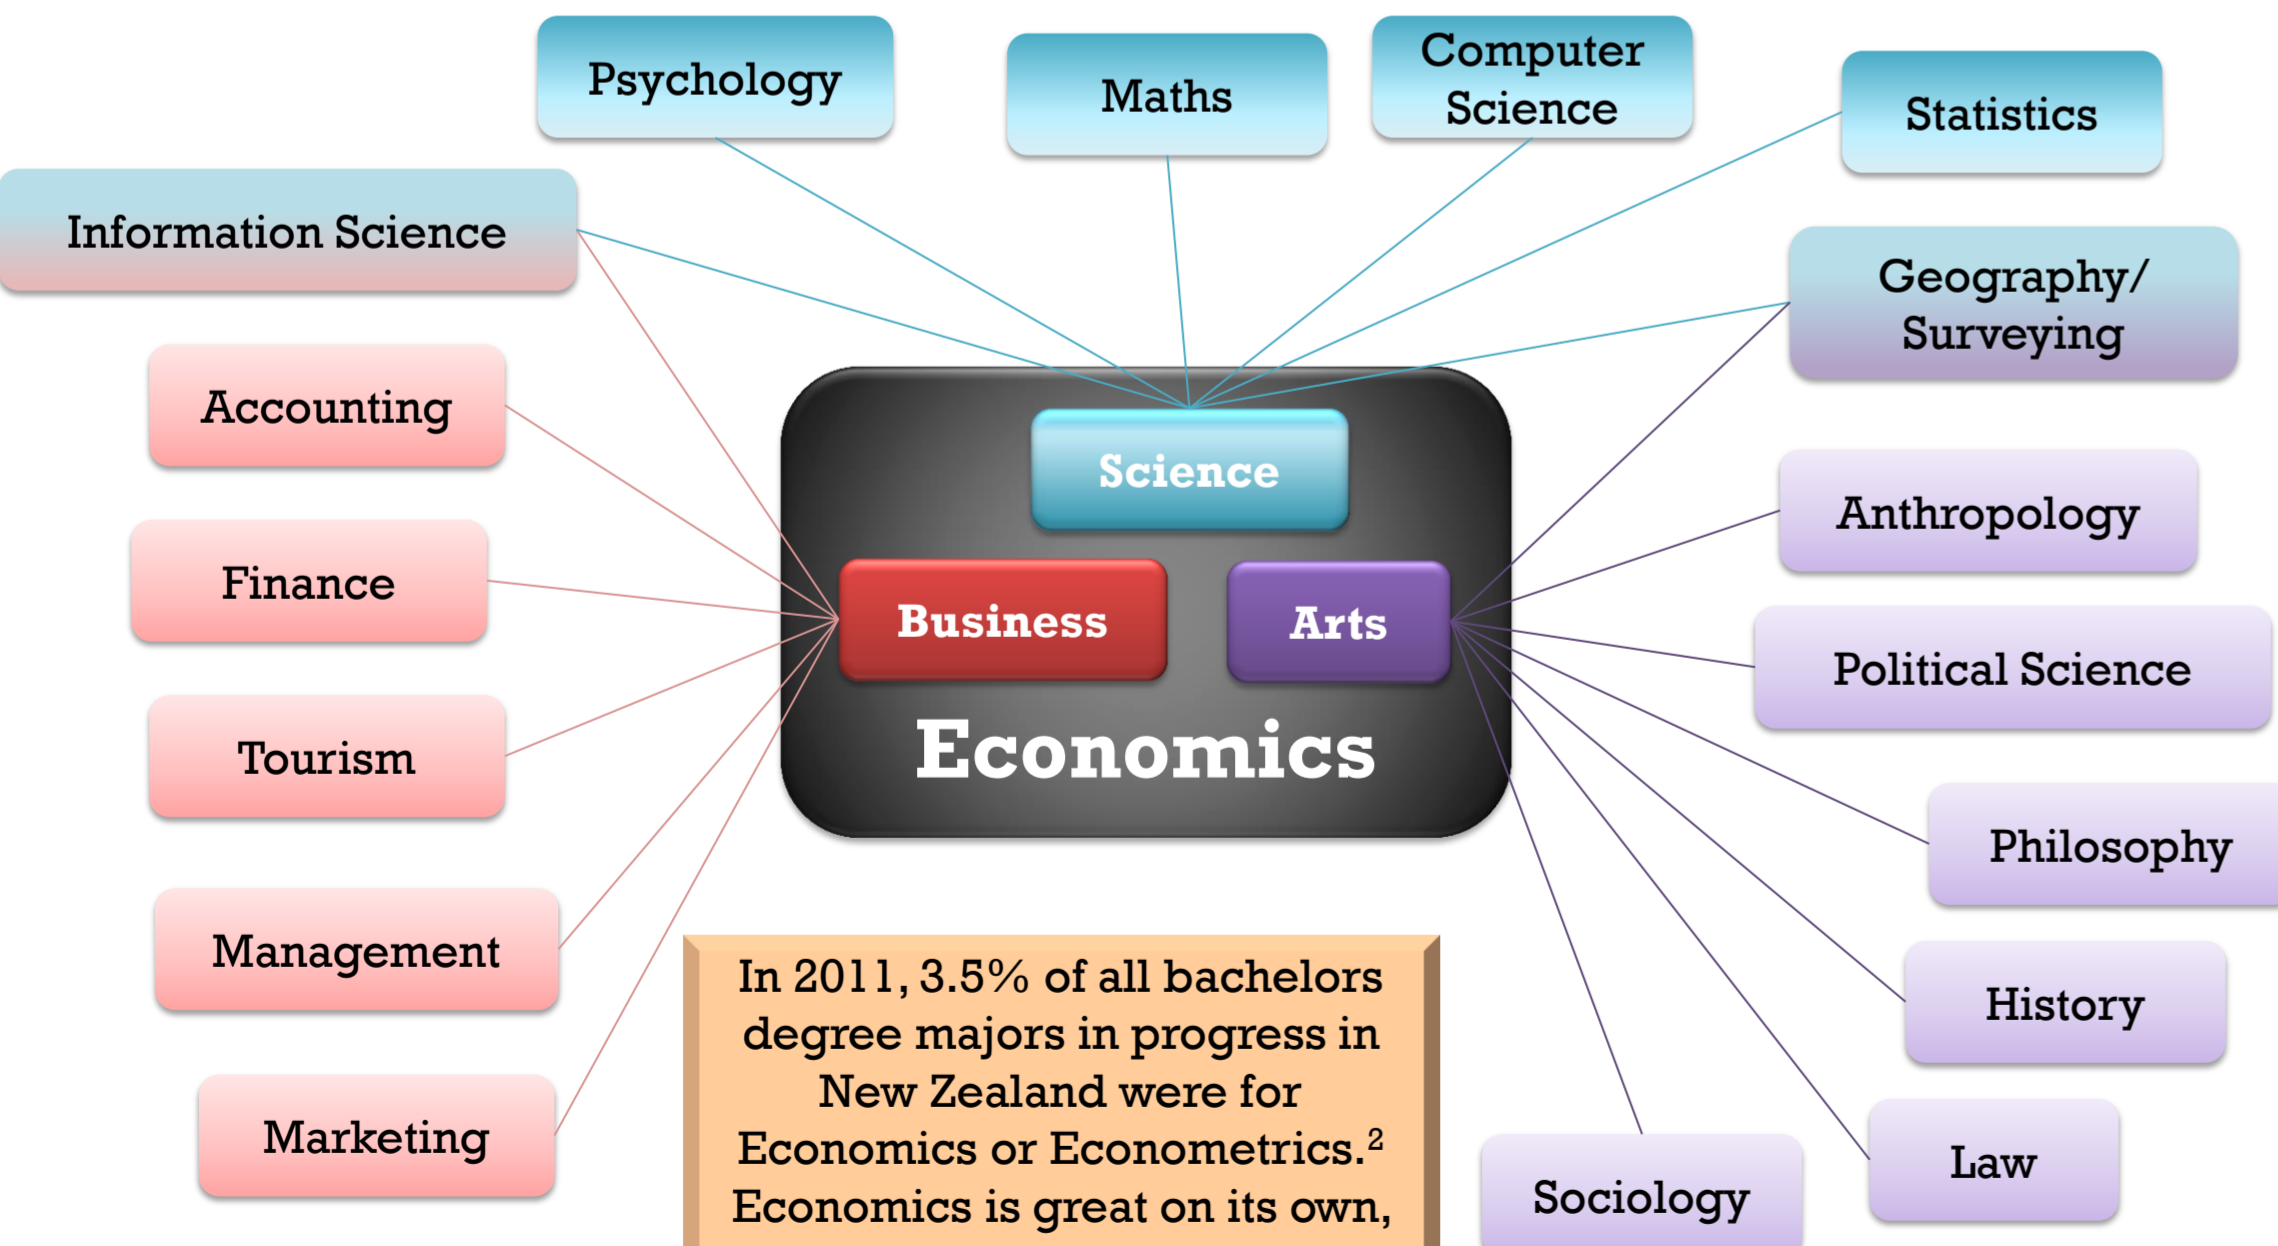 Psychology
Maths
Computer
Science
Statistics
Information Science
Geography/
Surveying
Accounting
Finance
Tourism
Management
Marketing
Science
Business
Arts
Economics
Anthropology
Political Science
Philosophy
History
Law
Sociology
In 2011, 3.5% of all bachelors
degree majors in progress in
New Zealand were for
Economics or Econometrics.²
Economics is great on its own,